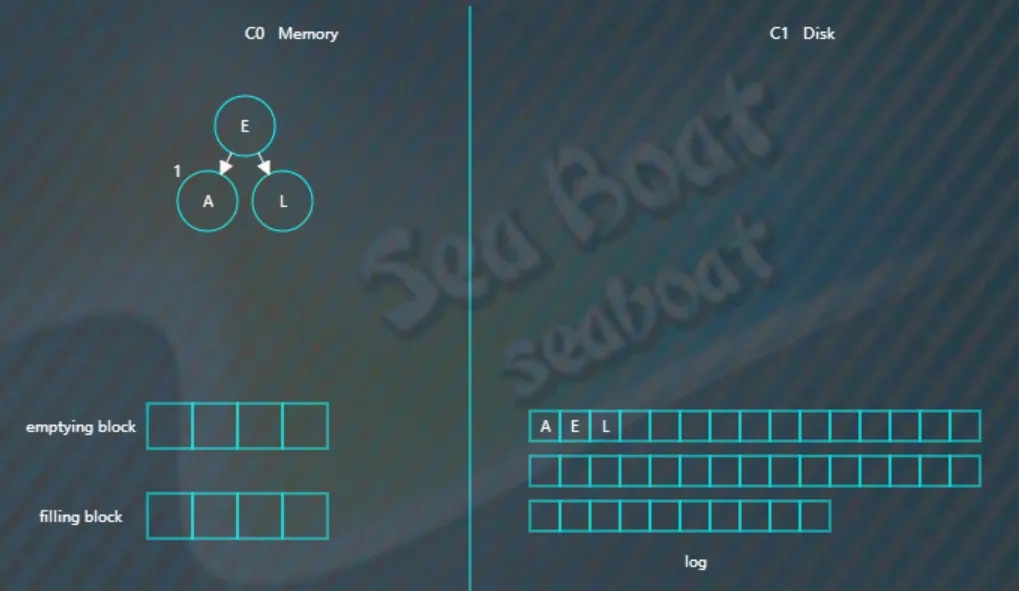 C0 Memory
C1 Disk
E
1
A
L
Sea Boat
seaboat
emptying block
A E L
filling block
log